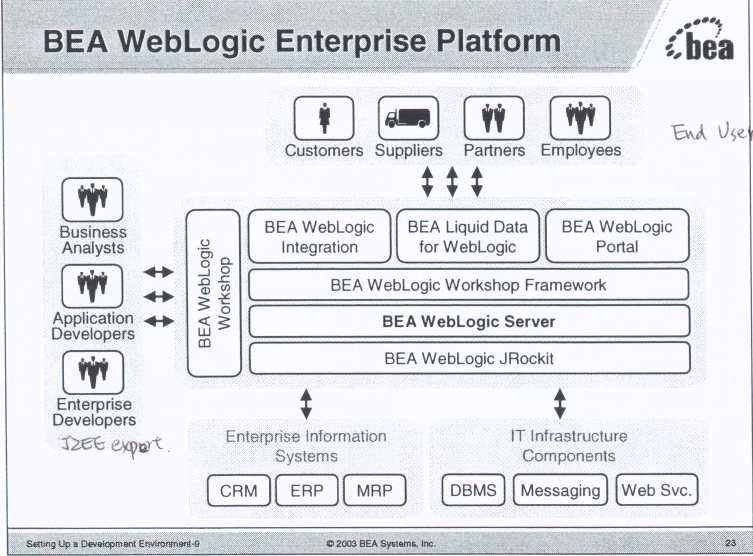 BEA WebLogic Enterprise Platform
bea
Customers
Suppliers
Partners
Employees
End User
Business
Analysts
Application
Developers
Enterprise
Developers
J2EE expert.
BEA WebLogic
Workshop
BEA WebLogic
Integration
BEA Liquid Data
for WebLogic
BEA WebLogic
Portal
BEA WebLogic Workshop Framework
BEA WebLogic Server
BEA WebLogic JRockit
Enterprise Information
Systems
CRM
ERP
MRP
IT Infrastructure
Components
DBMS
Messaging
Web Svc.
Setting Up a Development Environment-9
© 2003 BEA Systems, Inc.
23